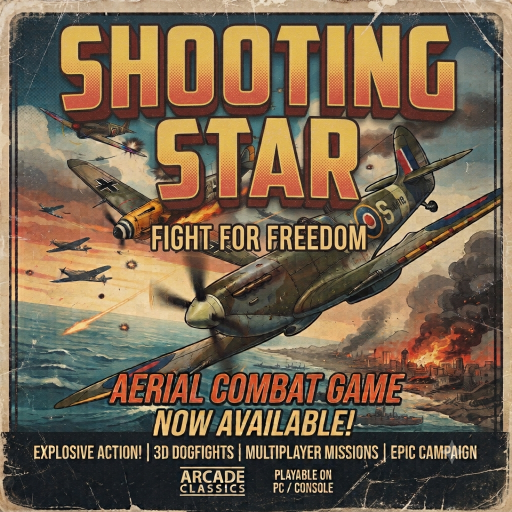 SHOOTING
STAR
FIGHT FOR FREEDOM
AERIAL COMBAT GAME
NOW AVAILABLE!
EXPLOSIVE ACTION! | 3D DOGFIGHTS | MULTIPLAYER MISSIONS | EPIC CAMPAIGN
ARCADE
CLASSICS
PLAYABLE ON
PC / CONSOLE